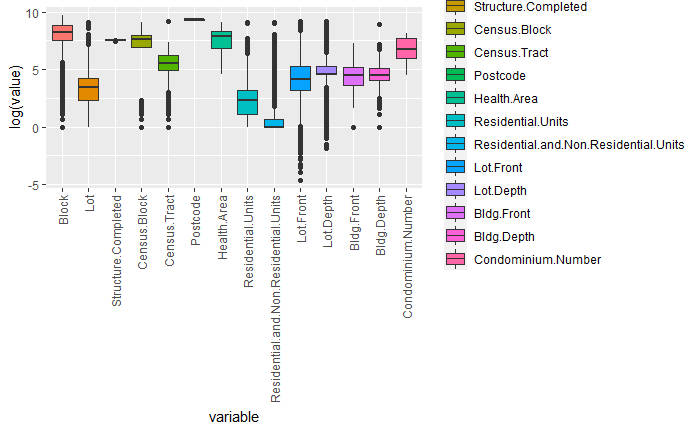 log(value)
10
5
0
-5
Block
Lot
Structure.Completed
Census.Block
Census.Tract
Postcode
Health.Area
Residential.Units
Residential.and.Non.Residential.Units
Lot.Front
Lot.Depth
Bldg.Front
Bldg.Depth
Condominium.Number
variable
Structure.Completed
Census.Block
Census.Tract
Postcode
Health.Area
Residential.Units
Residential.and.Non.Residential.Units
Lot.Front
Lot.Depth
Bldg.Front
Bldg.Depth
Condominium.Number